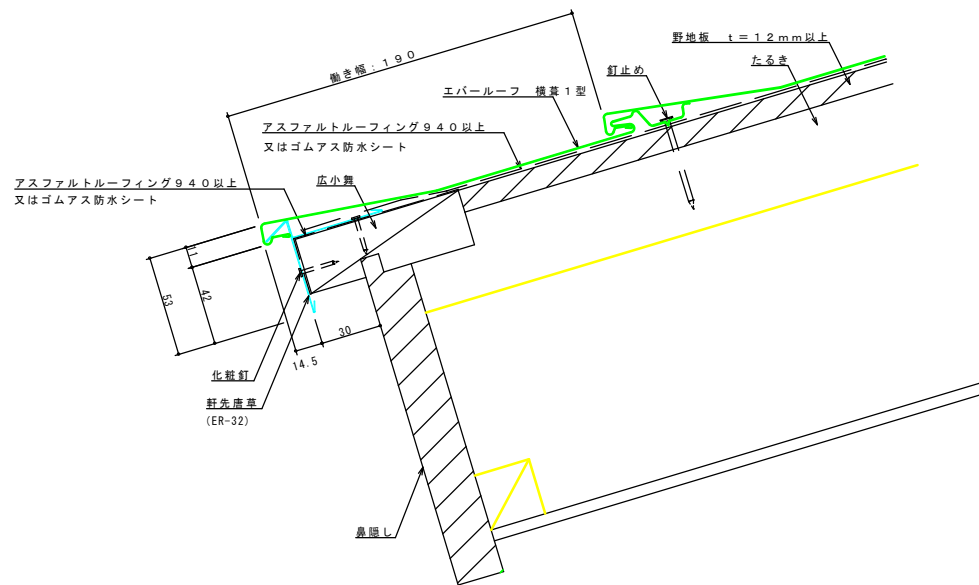 野地板 t=12mm以上
働き幅:190
たるき
釘止め
エバールーフ 横葺1型
アスファルトルーフィング940以上
又はゴムアス防水シート
アスファルトルーフィング940以上
又はゴムアス防水シート
広小舞
11
42
53
30
14.5
化粧釘
軒先唐草
(ER-32)
鼻隠し